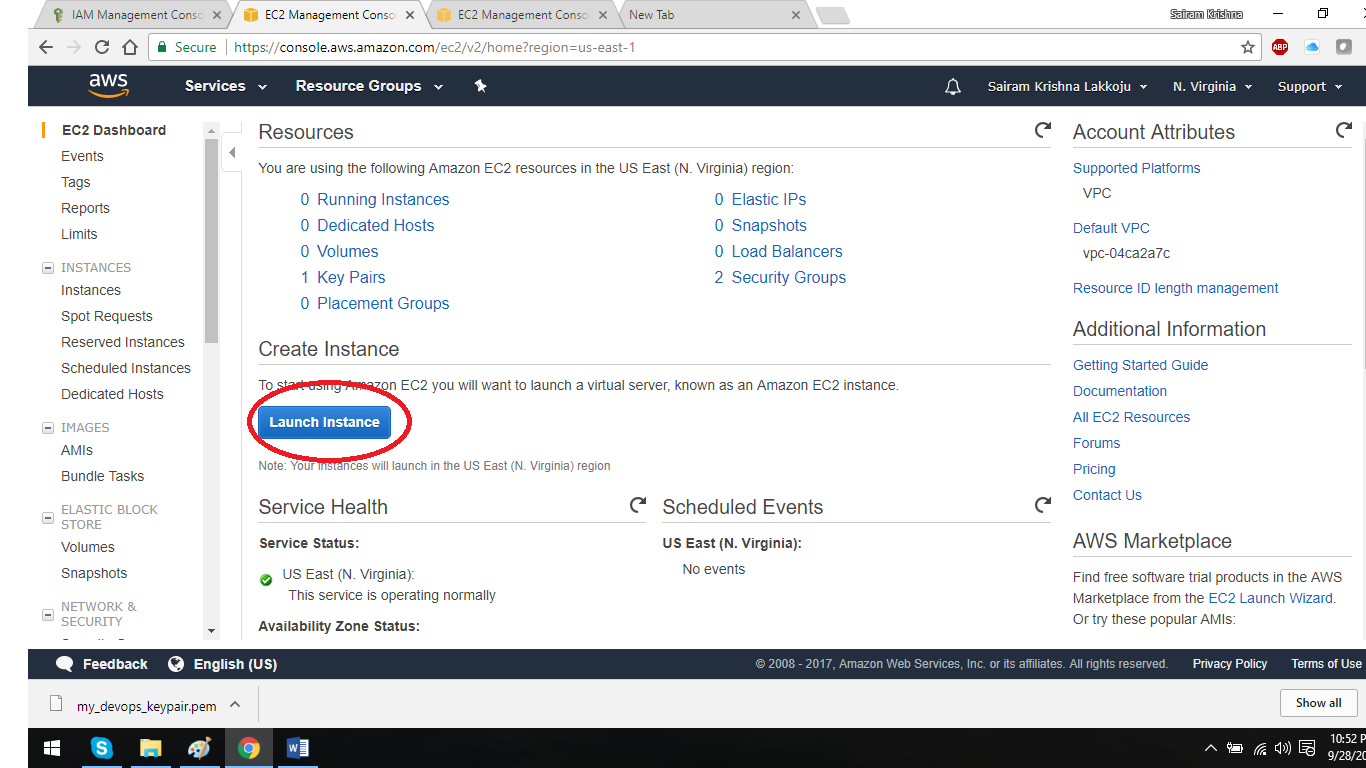 IAM Management Conso
EC2 Management Conso
EC2 Management Conso
New Tab
Sairam Krishna
Secure | https://console.aws.amazon.com/ec2/v2/home?region=us-east-1
ABP
aws
Services
Resource Groups
Sairam Krishna Lakkoju
N. Virginia
Support
EC2 Dashboard
Events
Tags
Reports
Limits
INSTANCES
Instances
Spot Requests
Reserved Instances
Scheduled Instances
Dedicated Hosts
IMAGES
AMIs
Bundle Tasks
ELASTIC BLOCK
STORE
Volumes
Snapshots
NETWORK &
SECURITY
Resources
You are using the following Amazon EC2 resources in the US East (N. Virginia) region:
0 Running Instances
0 Dedicated Hosts
0 Volumes
1 Key Pairs
0 Placement Groups
0 Elastic IPs
0 Snapshots
0 Load Balancers
2 Security Groups
Create Instance
To start using Amazon EC2 you will want to launch a virtual server, known as an Amazon EC2 instance.
Launch Instance
Note: Your instances will launch in the US East (N. Virginia) region
Service Health
Service Status:
US East (N. Virginia):
This service is operating normally
Availability Zone Status:
Scheduled Events
US East (N. Virginia):
No events
Account Attributes
Supported Platforms
VPC
Default VPC
vpc-04ca2a7c
Resource ID length management
Additional Information
Getting Started Guide
Documentation
All EC2 Resources
Forums
Pricing
Contact Us
AWS Marketplace
Find free software trial products in the AWS
Marketplace from the EC2 Launch Wizard.
Or try these popular AMIs:
Feedback
English (US)
© 2008 - 2017, Amazon Web Services, Inc. or its affiliates. All rights reserved.
Privacy Policy
Terms of Use
my_devops_keypair.pem
Show all
10:52 P
9/28/20